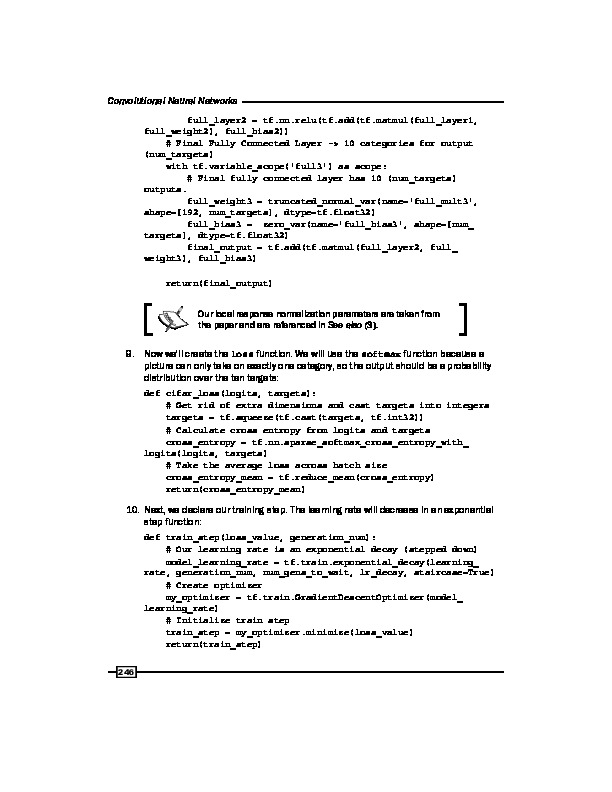 Convolutional Neural Networks
full_layer2 = tf.nn.relu(tf.add(tf.matmul(full_layer1,
full_weight2), full_bias2))
# Final Fully Connected Layer -> 10 categories for output
(num_targets)
with tf.variable_scope('full3') as scope:
# Final fully connected layer has 10 (num_targets)
outputs.
full_weight3 = truncated_normal_var(name='full_mult3',
shape=[192, num_targets], dtype=tf.float32)
full_bias3 =  zero_var(name='full_bias3', shape=[num_
targets], dtype=tf.float32)
final_output = tf.add(tf.matmul(full_layer2, full_
weight3), full_bias3)
return(final_output)
Our local response normalization parameters are taken from
the paper and are referenced in See also (3).
9. Now we'll create the loss function. We will use the softmax function because a
picture can only take on exactly one category, so the output should be a probability
distribution over the ten targets:
def cifar_loss(logits, targets):
# Get rid of extra dimensions and cast targets into integers
targets = tf.squeeze(tf.cast(targets, tf.int32))
# Calculate cross entropy from logits and targets
cross_entropy = tf.nn.sparse_softmax_cross_entropy_with_
logits(logits, targets)
# Take the average loss across batch size
cross_entropy_mean = tf.reduce_mean(cross_entropy)
return(cross_entropy_mean)
10. Next, we declare our training step. The learning rate will decrease in an exponential
step function:
def train_step(loss_value, generation_num):
# Our learning rate is an exponential decay (stepped down)
model_learning_rate = tf.train.exponential_decay(learning_
rate, generation_num, num_gens_to_wait, lr_decay, staircase=True)
# Create optimizer
my_optimizer = tf.train.GradientDescentOptimizer(model_
learning_rate)
# Initialize train step
train_step = my_optimizer.minimize(loss_value)
return(train_step)
246